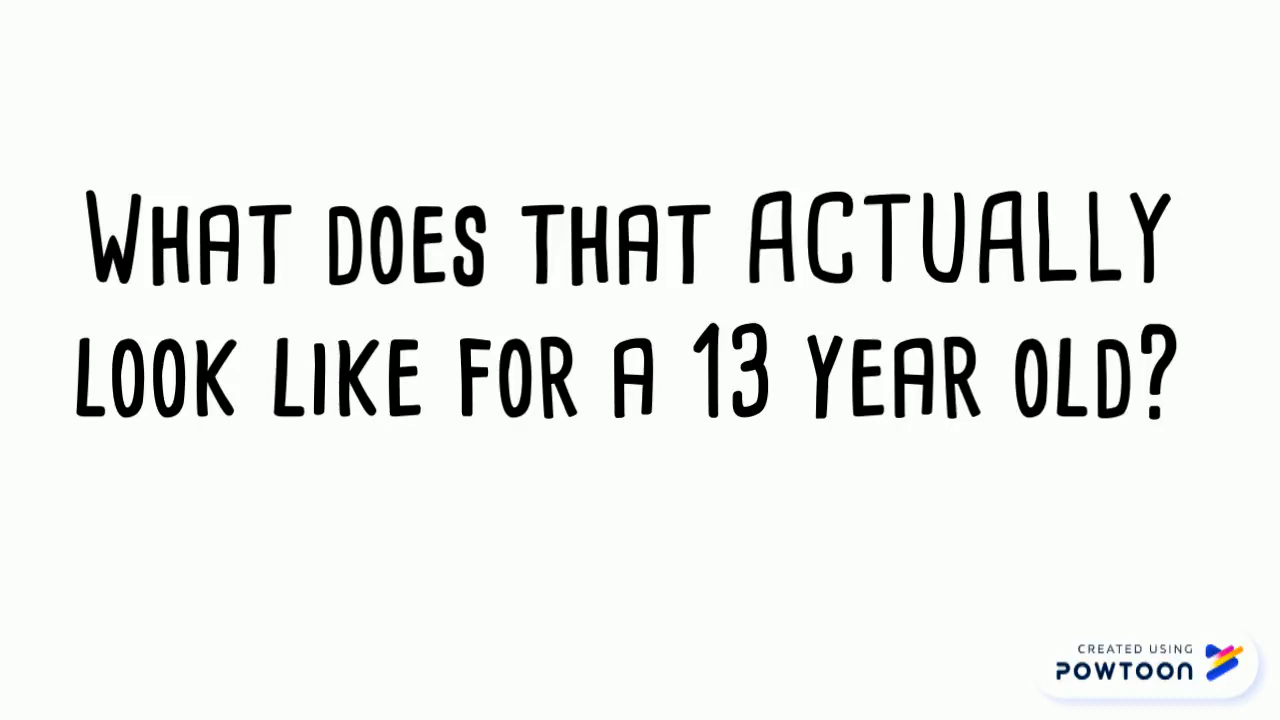 What does that ACTUALLY
look like for a 13 year old?
CREATED USING
POWTOON